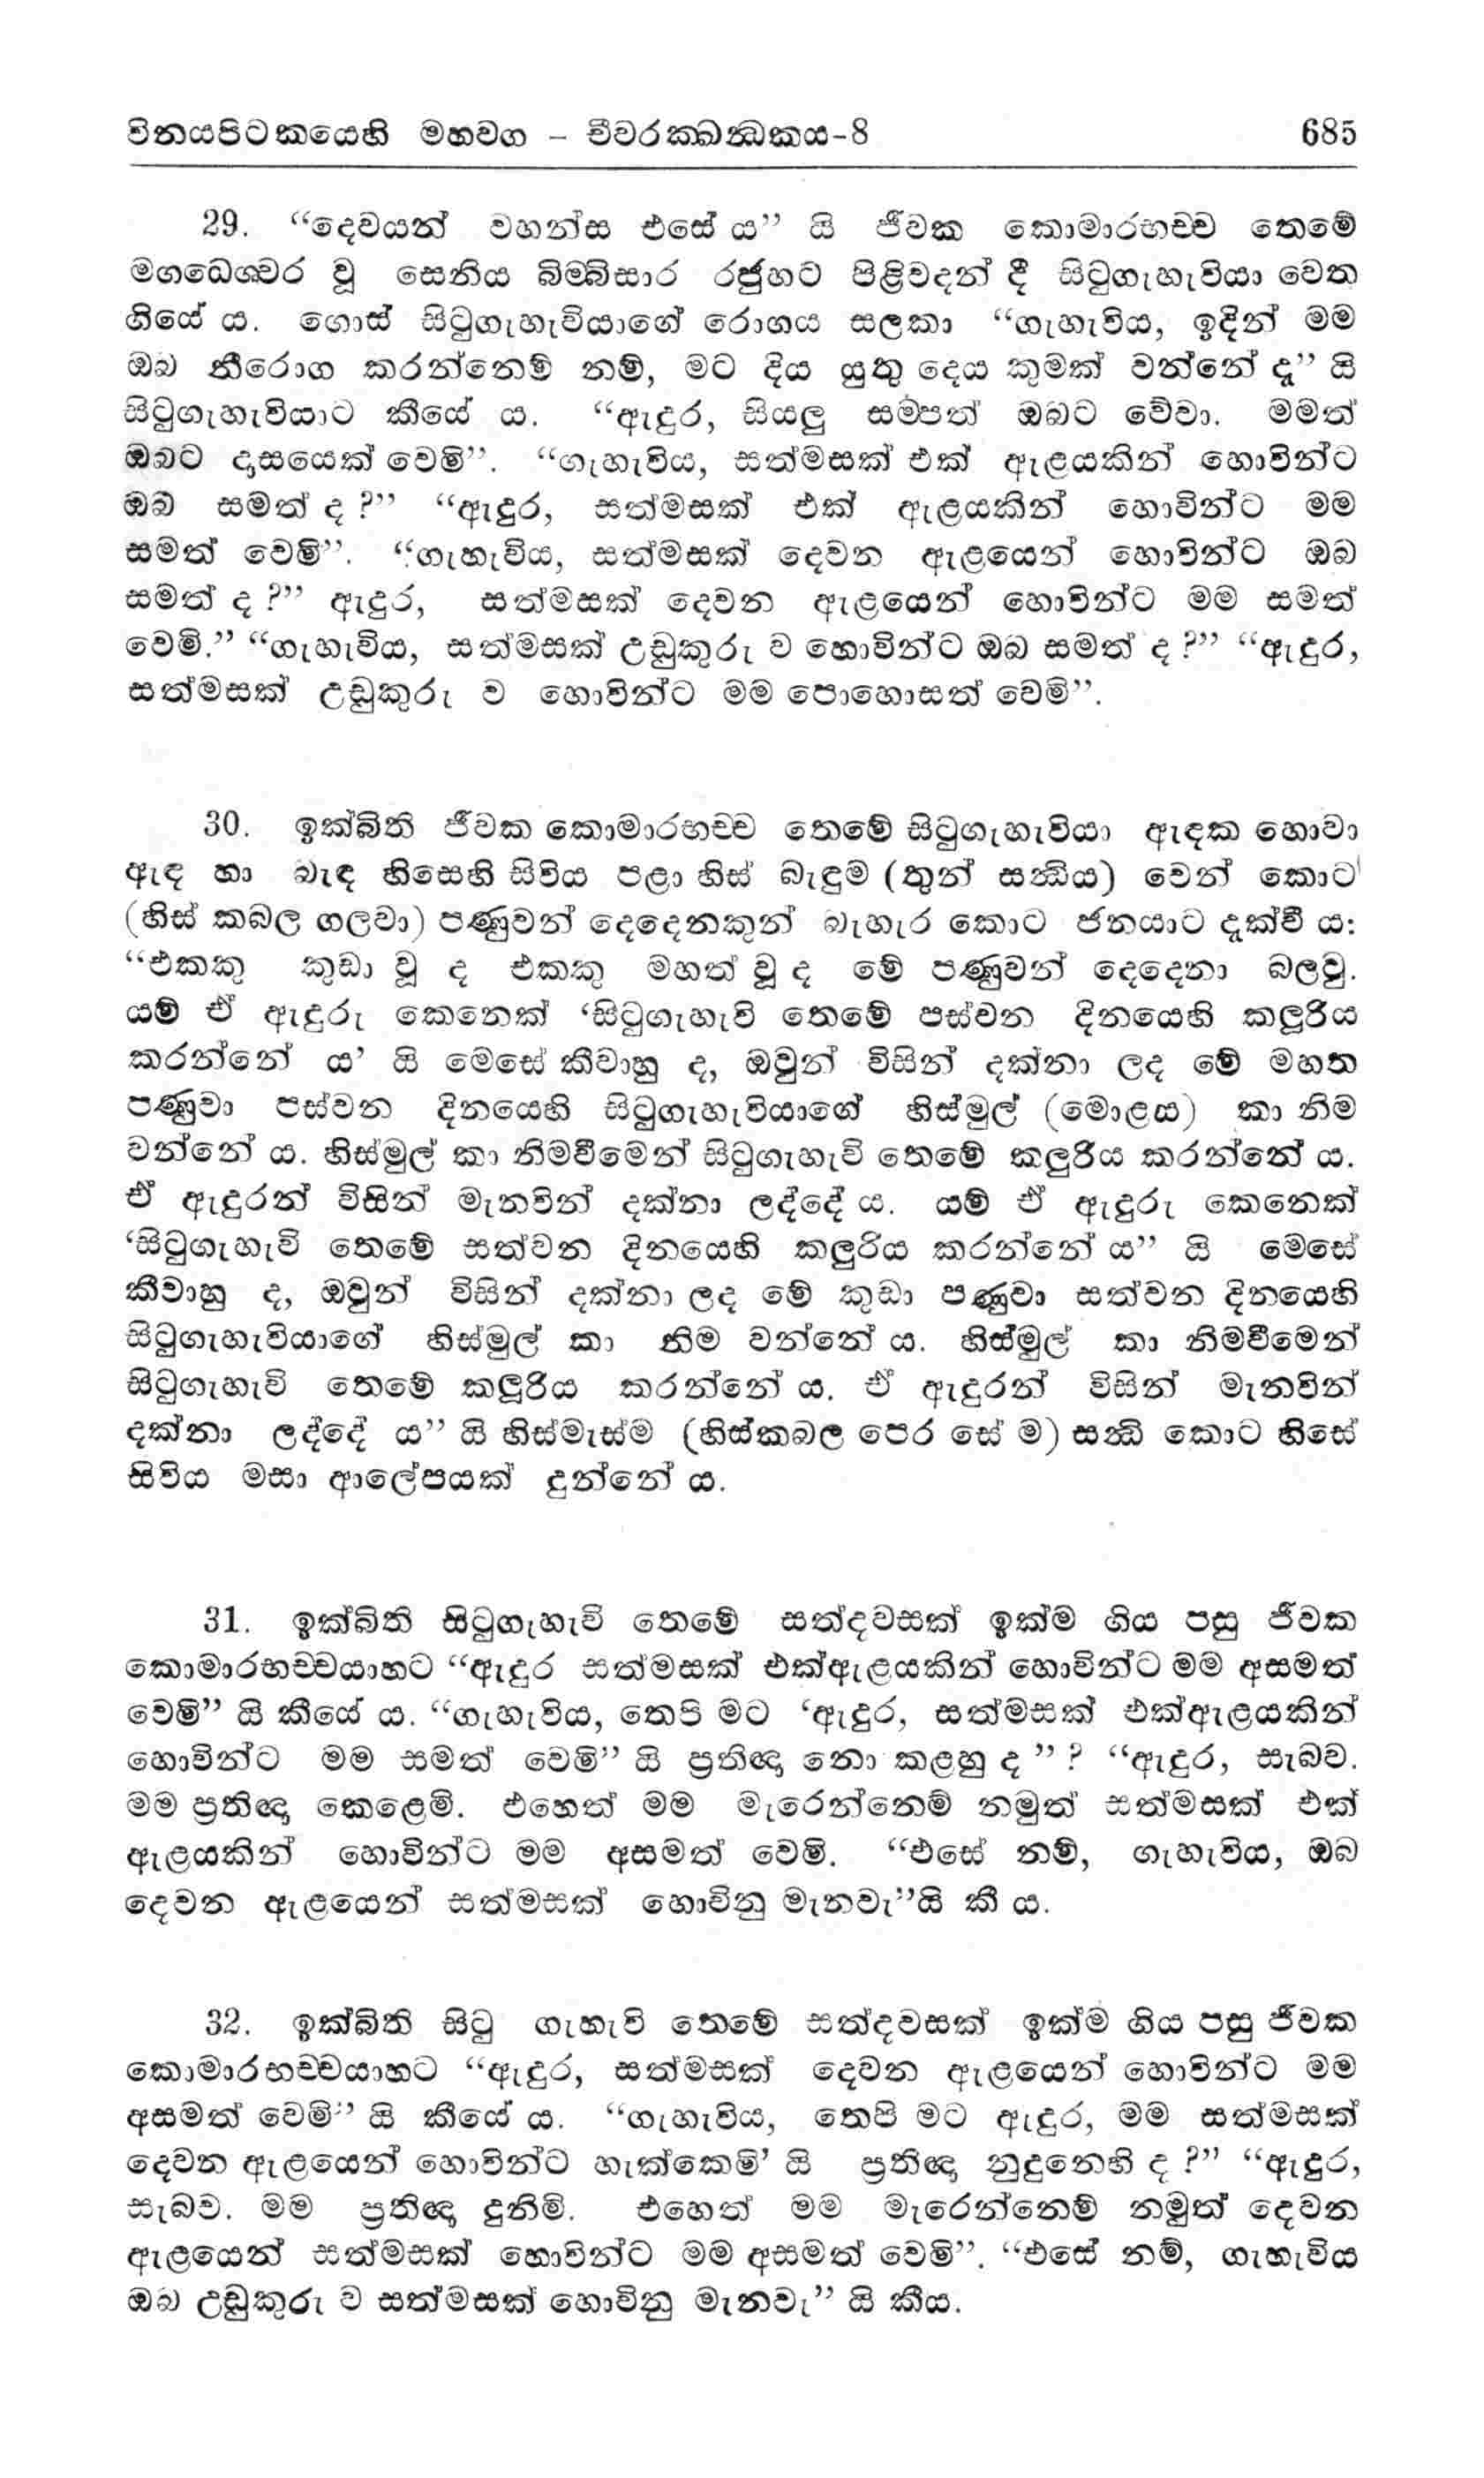 විනයපිටකයෙහි මහවග - චීවරක්ඛන්ධකය-8 685
29. “දෙවයන් වහන්ස එසේ ය” යි ජීවක කොමාරභච්ච තෙමේ
මගධෙශ්වර වූ සෙනිය බිම්බිසාර රජුහට පිළිවදන් දී සිටුගැහැවියා වෙත
ගියේ ය. ගොස් සිටුගැහැවියාගේ රොගය සලකා “ගැහැවිය, ඉදින් මම
ඔබ නීරොග කරන්නෙම් නම්, මට දිය යුතු දෙය කුමක් වන්නේ දැ” යි
සිටුගැහැවියාට කීයේ ය. “ඇදුර, සියලු සම්පත් ඔබට වේවා. මමත්
ඔබට දාසයෙක් වෙමි”. “ගැහැවිය, සත්මසක් එක් ඇළයකින් හොවින්ට
ඔබ සමත් ද ?” “ඇදුර, සත්මසක් එක් ඇළයකින් හොවින්ට මම
සමත් වෙමි”. “ගැහැවිය, සත්මසක් දෙවන ඇළයෙන් හොවින්ට ඔබ
සමත් ද ?” ඇදුර, සත්මසක් දෙවන ඇළයෙන් හොවින්ට මම සමත්
වෙමි.” “ගැහැවිය, සත්මසක් උඩුකුරු ව හොවින්ට ඔබ සමත් ද ?” “ඇදුර,
සත්මසක් උඩුකුරු ව හොවින්ට මම පොහොසත් වෙමි”.
30. ඉක්බිති ජීවක කොමාරභච්ච තෙමේ සිටුගැහැවියා ඇඳක හොවා
ඇඳ හා බැඳ හිසෙහි සිවිය පළා හිස් බැඳුම (තුන් සන්ධිය) වෙන් කොට
(හිස් කබල ගලවා) පණුවන් දෙදෙනකුන් බැහැර කොට ජනයාට දැක්වී ය:
“එකකු කුඩා වූ ද එකකු මහත් වූ ද මේ පණුවන් දෙදෙනා බලවු.
යම් ඒ ඇදුරු කෙනෙක් ‘සිටුගැහැවි තෙමේ පස්වන දිනයෙහි කලුරිය
කරන්නේ ය’ යි මෙසේ කීවාහු ද, ඔවුන් විසින් දක්නා ලද මේ මහත
පණුවා පස්වන දිනයෙහි සිටුගැහැවියාගේ හිස්මුල් (මොළය) කා නිම
වන්නේ ය. හිස්මුල් කා නිමවීමෙන් සිටුගැහැවි තෙමේ කලුරිය කරන්නේ ය.
ඒ ඇදුරන් විසින් මැනවින් දක්නා ලද්දේ ය. යම් ඒ ඇදුරු කෙනෙක්
‘සිටුගැහැවි තෙමේ සත්වන දිනයෙහි කලුරිය කරන්නේ ය” යි මෙසේ
කීවාහු ද, ඔවුන් විසින් දක්නා ලද මේ කුඩා පණුවා සත්වන දිනයෙහි
සිටුගැහැවියාගේ හිස්මුල් කා නිම වන්නේ ය. හිස්මුල් කා නිමවීමෙන්
සිටුගැහැවි තෙමේ කලුරිය කරන්නේ ය. ඒ ඇදුරන් විසින් මැනවින්
දක්නා ලද්දේ ය” යි හිස්මැස්ම (හිස්කබල පෙර සේ ම) සන්ධි කොට හිසේ
සිවිය මසා ආලේපයක් දුන්නේ ය.
31. ඉක්බිති සිටුගැහැවි තෙමේ සත්දවසක් ඉක්ම ගිය පසු ජීවක
කොමාරභච්චයාහට “ඇදුර සත්මසක් එක්ඇළයකින් හොවින්ට මම අසමත්
වෙමි” යි කීයේ ය. “ගැහැවිය, තෙපි මට ‘ඇදුර, සත්මසක් එක්ඇළයකින්
හොවින්ට මම සමත් වෙමි” යි ප්‍රතිඥා නො කළහු ද ” ? “ඇදුර, සැබව.
මම ප්‍රතිඥා කෙළෙමි. එහෙත් මම මැරෙන්නෙම් නමුත් සත්මසක් එක්
ඇළයකින් හොවින්ට මම අසමත් වෙමි. “එසේ නම්, ගැහැවිය, ඔබ
දෙවන ඇළයෙන් සත්මසක් හොවිනු මැනවැ”යි කී ය.
32. ඉක්බිති සිටු ගැහැවි තෙමේ සත්දවසක් ඉක්ම ගිය පසු ජීවක
කොමාරභච්චයාහට “ඇදුර, සත්මසක් දෙවන ඇළයෙන් හොවින්ට මම
අසමත් වෙමි” යි කීයේ ය. “ගැහැවිය, තෙපි මට ඇදුර, මම සත්මසක්
දෙවන ඇළයෙන් හොවින්ට හැක්කෙමි’ යි ප්‍රතිඥා නුදුනෙහි ද ?” “ඇදුර,
සැබව. මම ප්‍රතිඥා දුනිමි. එහෙත් මම මැරෙන්නෙම් නමුත් දෙවන
ඇළයෙන් සත්මසක් හොවින්ට මම අසමත් වෙමි”. “එසේ නම්, ගැහැවිය
ඔබ උඩුකුරු ව සත්මසක් හොවිනු මැනවැ” යි කීය.